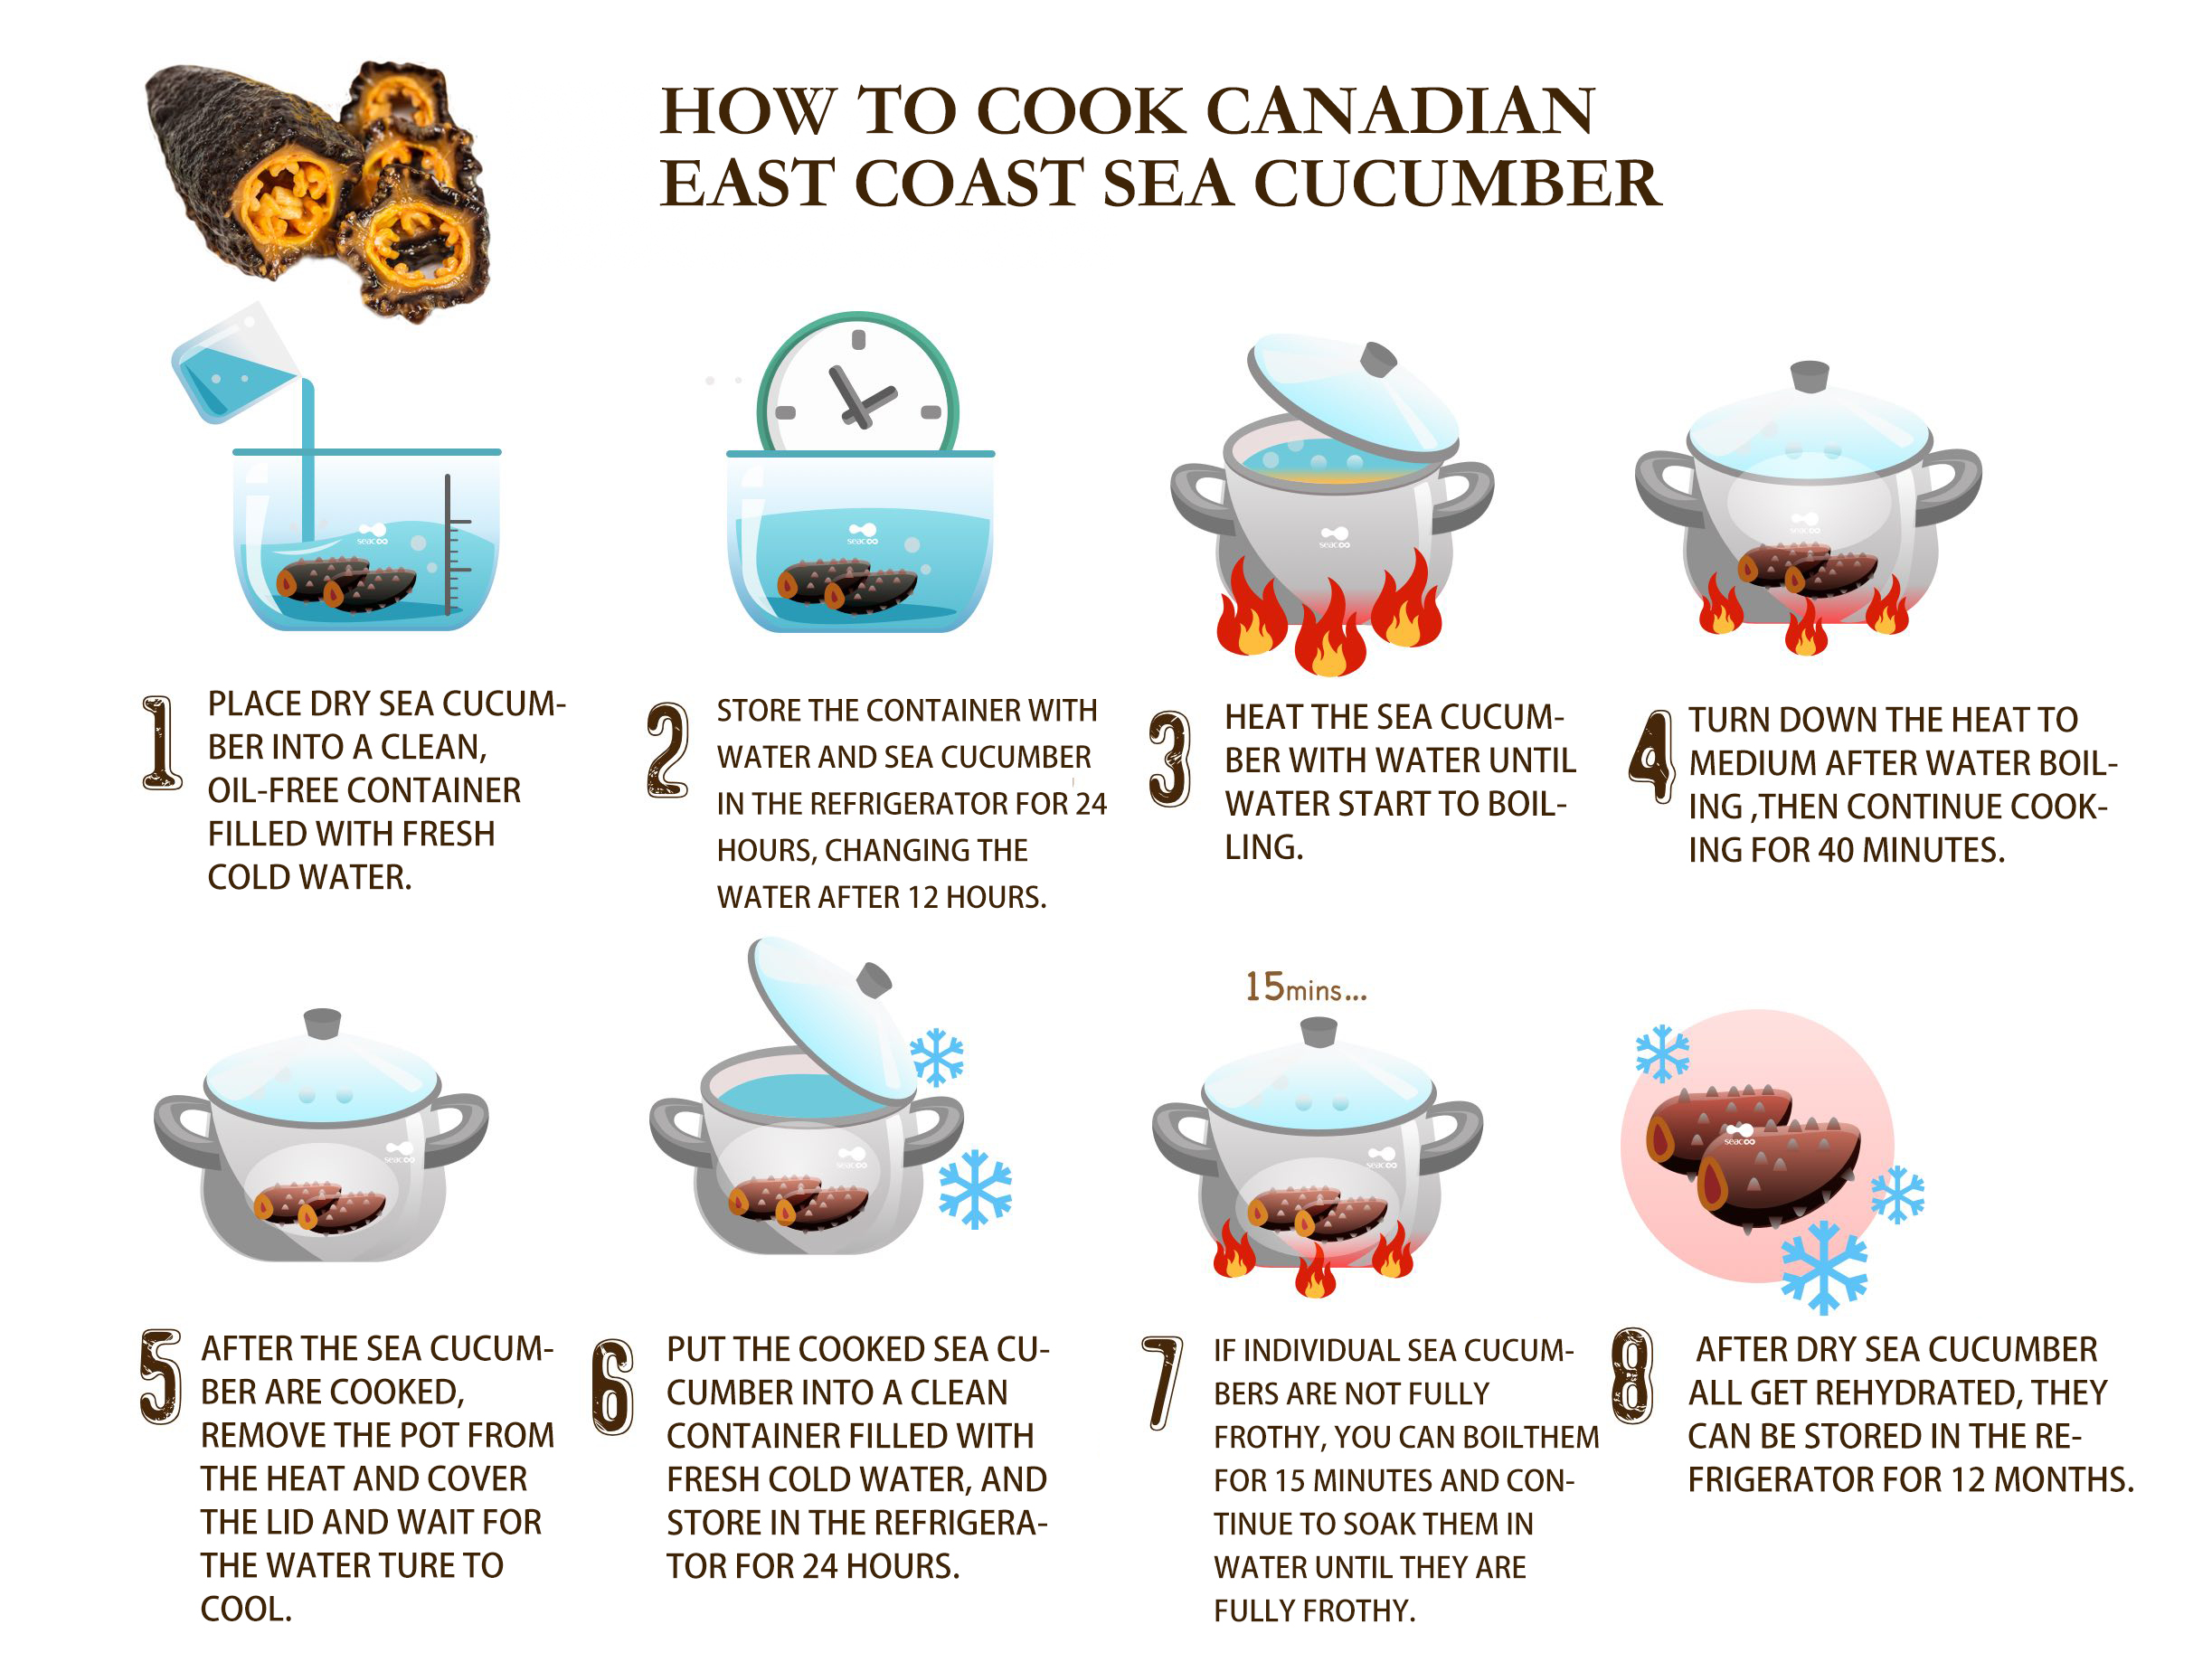 HOW TO COOK CANADIAN
EAST COAST SEA CUCUMBER
seacoo
seacoo
seacoo
seacoo
1
PLACE DRY SEA CUCUM-
BER INTO A CLEAN,
OIL-FREE CONTAINER
FILLED WITH FRESH
COLD WATER.
2
STORE THE CONTAINER WITH
WATER AND SEA CUCUMBER
IN THE REFRIGERATOR FOR 24
HOURS, CHANGING THE
WATER AFTER 12 HOURS.
3
HEAT THE SEA CUCUM-
BER WITH WATER UNTIL
WATER START TO BOIL-
LING.
4
TURN DOWN THE HEAT TO
MEDIUM AFTER WATER BOIL-
ING ,THEN CONTINUE COOK-
ING FOR 40 MINUTES.
15mins...
seacoo
seacoo
seacoo
seacoo
5
AFTER THE SEA CUCUM-
BER ARE COOKED,
REMOVE THE POT FROM
THE HEAT AND COVER
THE LID AND WAIT FOR
THE WATER TURE TO
COOL.
6
PUT THE COOKED SEA CU-
CUMBER INTO A CLEAN
CONTAINER FILLED WITH
FRESH COLD WATER, AND
STORE IN THE REFRIGERA-
TOR FOR 24 HOURS.
7
IF INDIVIDUAL SEA CUCUM-
BERS ARE NOT FULLY
FROTHY, YOU CAN BOILTHEM
FOR 15 MINUTES AND CON-
TINUE TO SOAK THEM IN
WATER UNTIL THEY ARE
FULLY FROTHY.
8
AFTER DRY SEA CUCUMBER
ALL GET REHYDRATED, THEY
CAN BE STORED IN THE RE-
FRIGERATOR FOR 12 MONTHS.